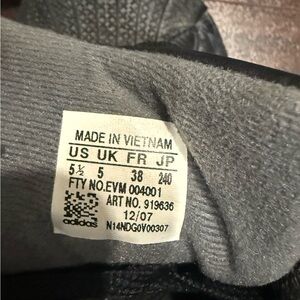 MADE IN VIETNAM
US UK FR JP
5½ 5 38 240
FTY NO.EVM 004001
ART NO. 919636
12/07
adidas N14NDG0V00307